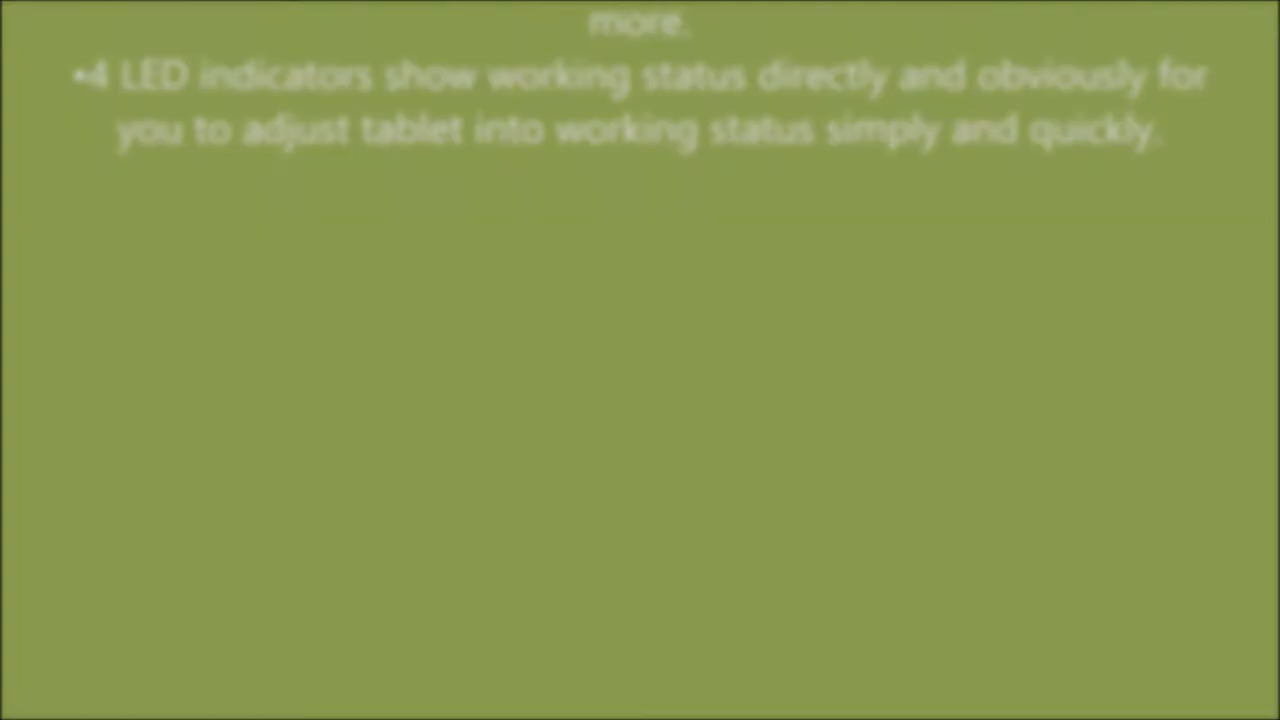 more.
•4 LED indicators show working status directly and obviously for
you to adjust tablet into working status simply and quickly.